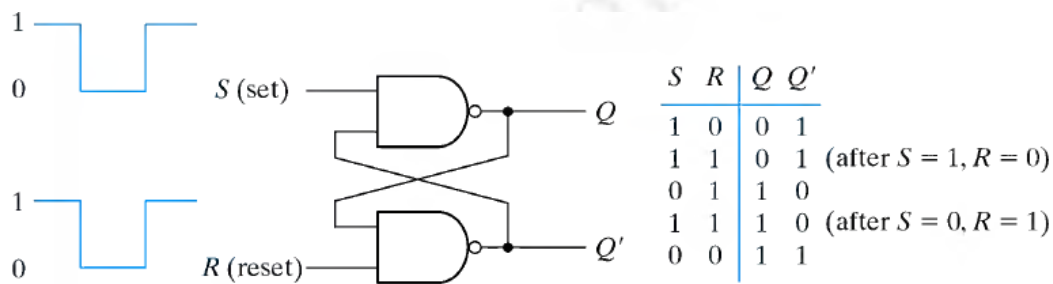 1
0
S (set)
Q
1
0
R (reset)
Q'
S R Q Q'
1 0 0 1
1 1 0 1 (after S = 1, R = 0)
0 1 1 0
1 1 1 0 (after S = 0, R = 1)
0 0 1 1